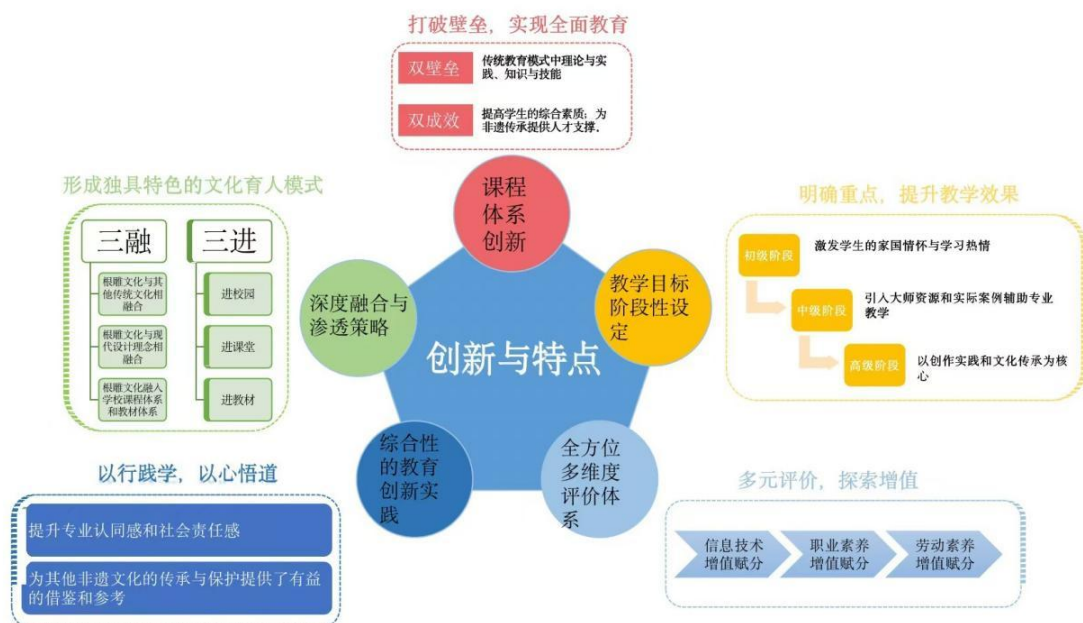 打破壁垒，实现全面教育
双壁垒
传统教育模式中理论与实
践、知识与技能
双成效
提高学生的综合素质；为
非遗传承提供人才支撑。
课程
体系
创新
形成独具特色的文化育人模式
三融
根雕文化与其
他传统文化相
融合
根雕文化与现
代设计理念相
融合
根雕文化融入
学校课程体系
和教材体系
三进
进校园
进课堂
进教材
深度融合与
渗透策略
明确重点，提升教学效果
初级阶段
激发学生的家国情怀与学习热情
中级阶段
引入大师资源和实际案例辅助专业
教学
高级阶段
以创作实践和文化传承为核
心
教学目标
阶段性设
定
创新与特点
综合性
的教育
创新实
践
全方位
多维度
评价体
系
以行践学，以心悟道
提升专业认同感和社会责任感
为其他非遗文化的传承与保护提供了有益
的借鉴和参考
多元评价，探索增值
信息技术
增值赋分
职业素养
增值赋分
劳动素养
增值赋分